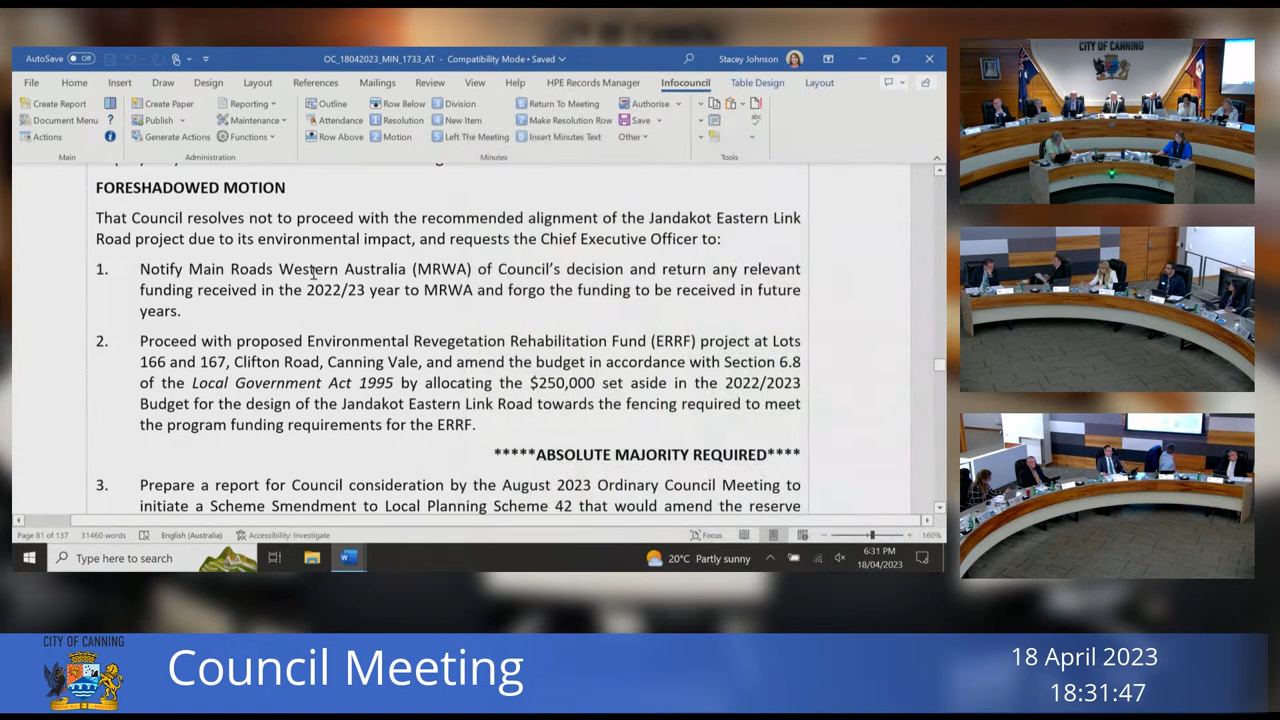 AutoSave Off
OC_18042023_MIN_1733_AT - Compatibility Mode • Saved
Stacey Johnson
File Home Insert Draw Design Layout References Mailings Review View Help HPE Records Manager Infocouncil Table Design Layout
Create Report Create Paper Reporting Outline Row Below Division Return To Meeting Authorise
Document Menu ? Publish Maintenance Attendance Resolution New Item Make Resolution Row Save
Actions Generate Actions Functions Row Above Motion Left The Meeting Insert Minutes Text Other
Main Administration Minutes Tools
FORESHADOWED MOTION
That Council resolves not to proceed with the recommended alignment of the Jandakot Eastern Link
Road project due to its environmental impact, and requests the Chief Executive Officer to:
1. Notify Main Roads Western Australia (MRWA) of Council's decision and return any relevant
funding received in the 2022/23 year to MRWA and forgo the funding to be received in future
years.
2. Proceed with proposed Environmental Revegetation Rehabilitation Fund (ERRF) project at Lots
166 and 167, Clifton Road, Canning Vale, and amend the budget in accordance with Section 6.8
of the Local Government Act 1995 by allocating the $250,000 set aside in the 2022/2023
Budget for the design of the Jandakot Eastern Link Road towards the fencing required to meet
the program funding requirements for the ERRF.
*****ABSOLUTE MAJORITY REQUIRED****
3. Prepare a report for Council consideration by the August 2023 Ordinary Council Meeting to
initiate a Scheme Smendment to Local Planning Scheme 42 that would amend the reserve
Page 81 of 137 31460 words English (Australia) Accessibility: Investigate Focus 160%
Type here to search
20°C Partly sunny
6:31 PM
18/04/2023
CITY OF CANNING
CITY OF CANNING
Council Meeting
18 April 2023
18:31:47